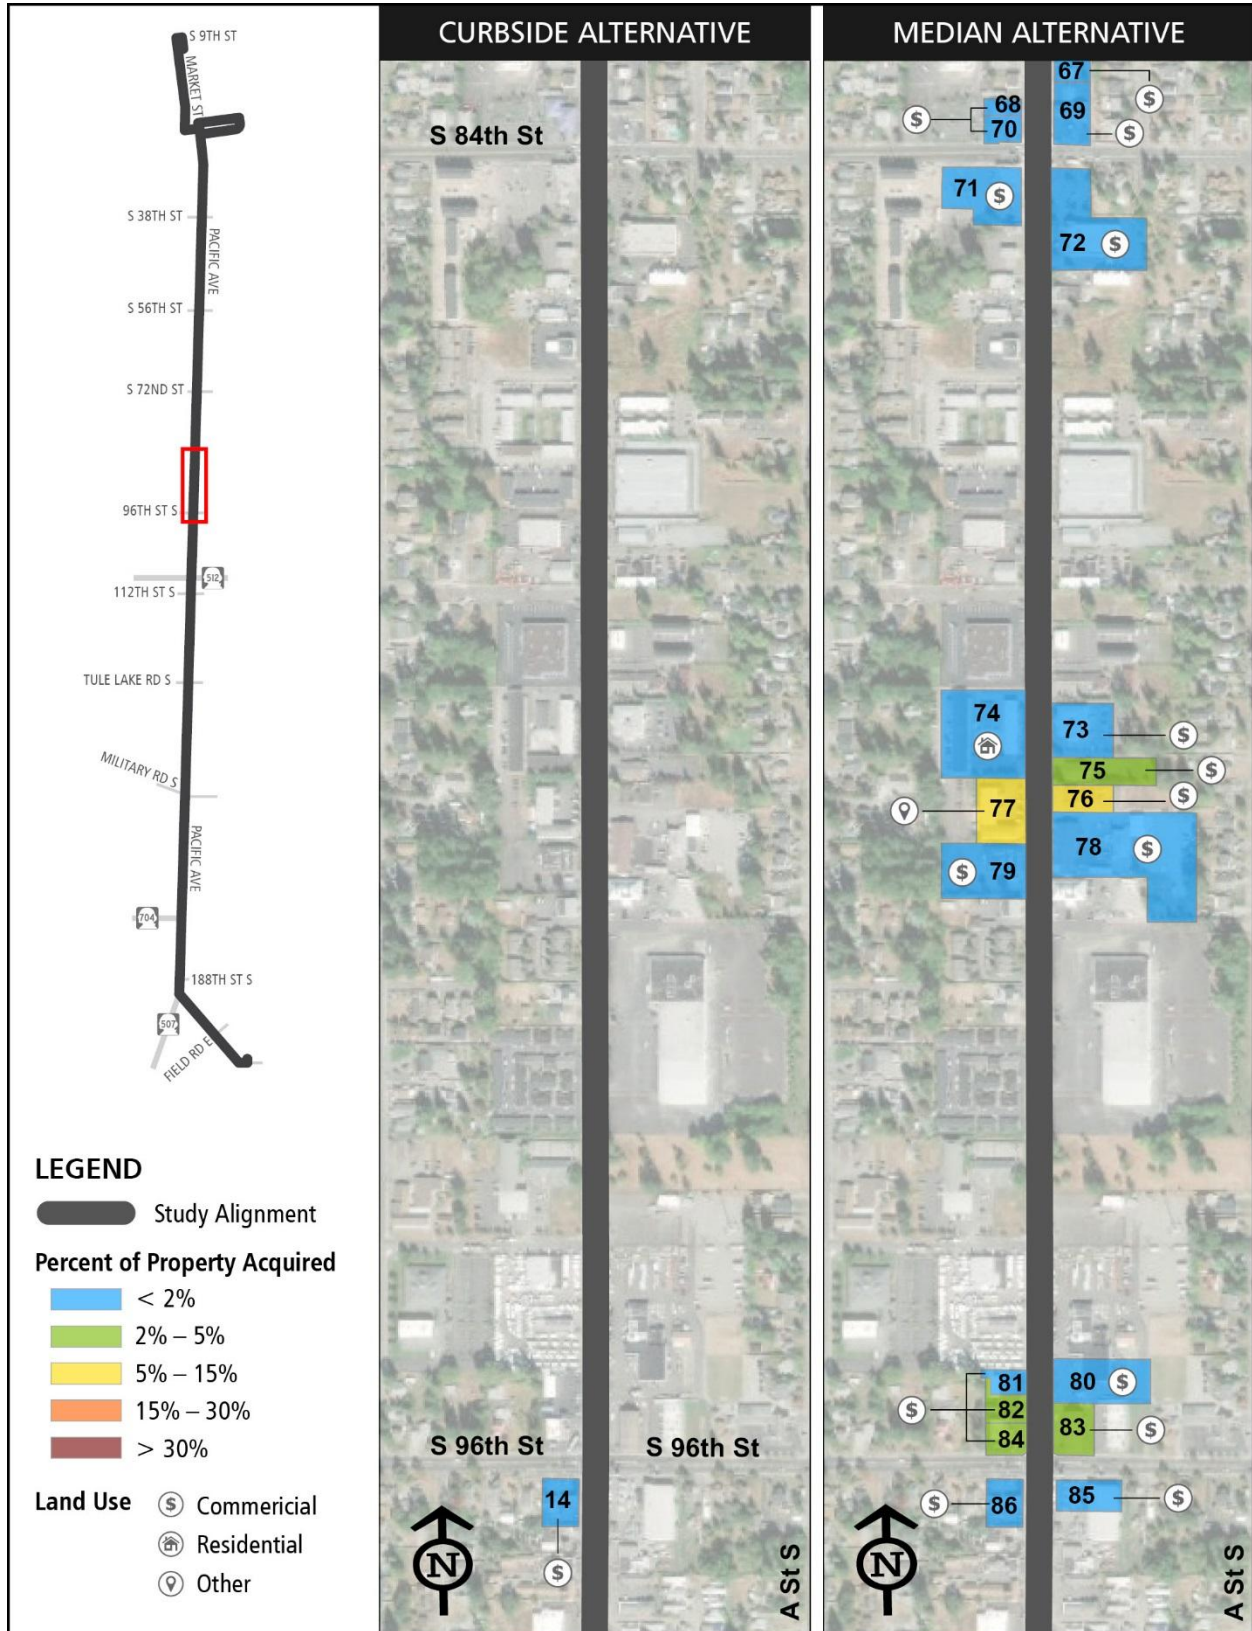 S 9TH ST
MARKET ST
S 38TH ST
PACIFIC AVE
S 56TH ST
S 72ND ST
96TH ST S
512
112TH ST S
TULE LAKE RD S
MILITARY RD S
PACIFIC AVE
704
188TH ST S
507
FIELD RD E
LEGEND
Study Alignment
Percent of Property Acquired
< 2%
2% – 5%
5% – 15%
15% – 30%
> 30%
Land Use
$ Commericial
Residential
Other
CURBSIDE ALTERNATIVE
S 84th St
S 96th St
S 96th St
14
$
N
A St S
MEDIAN ALTERNATIVE
67
$
68
$
70
69
$
71 $
72 $
74
73
$
75
$
76
$
77
78 $
$ 79
81
80 $
$
82
84
83
$
86
$
85
$
N
A St S